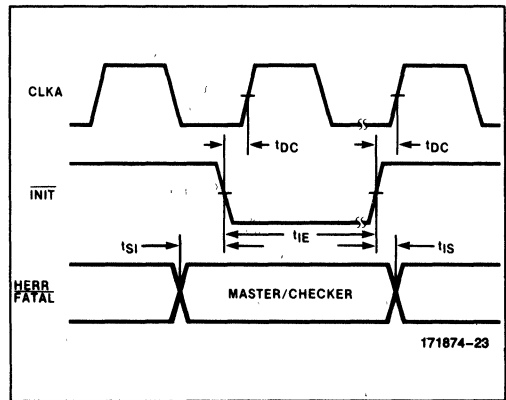 CLKA
tDC
tDC
INIT
tIE
tSI
tIS
HERR
FATAL
MASTER/CHECKER
171874-23